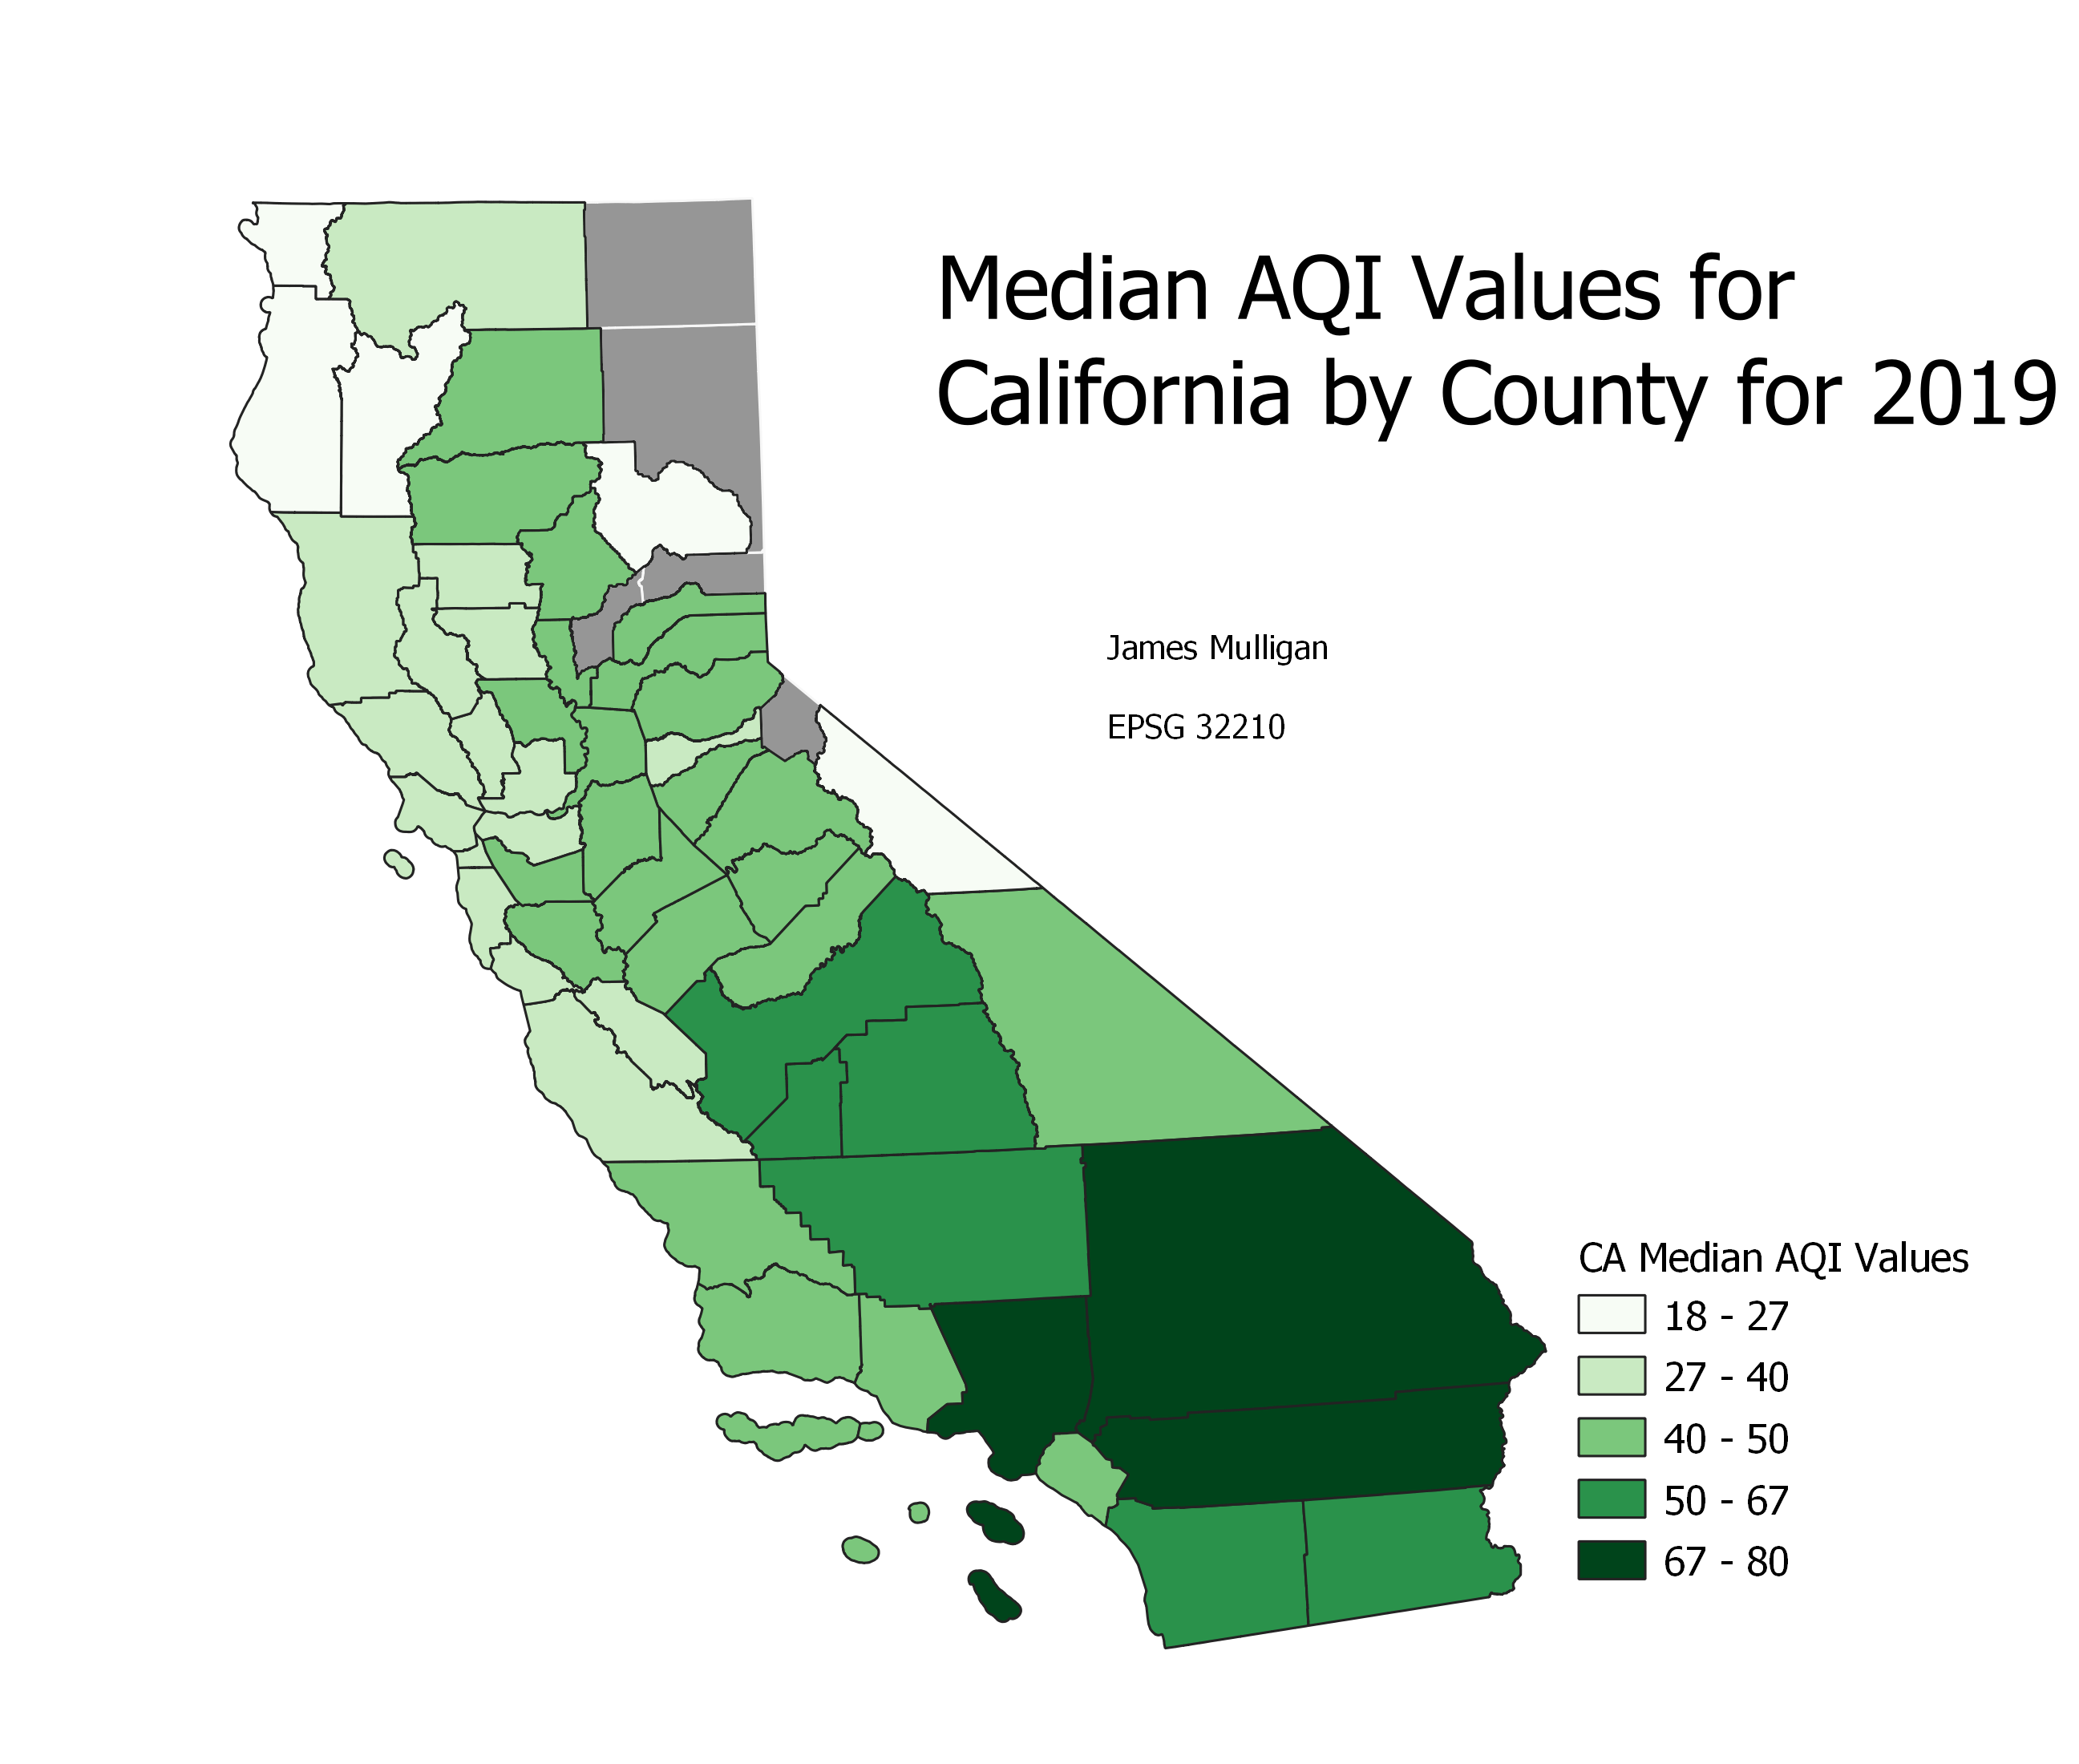 Median AQI Values for
California by County for 2019
James Mulligan
EPSG 32210
CA Median AQI Values
18 - 27
27 - 40
40 - 50
50 - 67
67 - 80